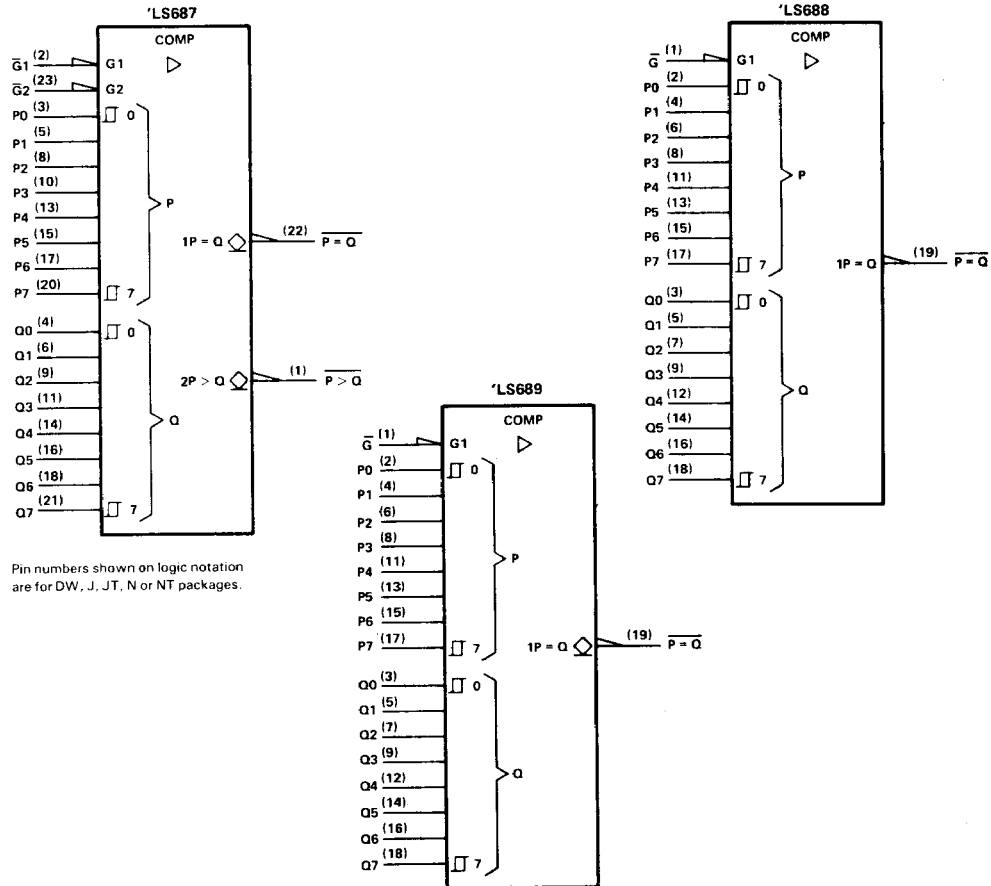 'LS687
COMP
G̅1 (2) G1
G̅2 (23) G2
P0 (3) 0
P1 (5)
P2 (8)
P3 (10)
P4 (13)
P5 (15)
P6 (17)
P7 (20) 7
P
Q0 (4) 0
Q1 (6)
Q2 (9)
Q3 (11)
Q4 (14)
Q5 (16)
Q6 (18)
Q7 (21) 7
Q
1P = Q (22) P̅ ̅=̅ ̅Q̅
2P > Q (1) P̅ ̅>̅ ̅Q̅
Pin numbers shown on logic notation
are for DW, J, JT, N or NT packages.
'LS688
COMP
G̅ (1) G1
P0 (2) 0
P1 (4)
P2 (6)
P3 (8)
P4 (11)
P5 (13)
P6 (15)
P7 (17) 7
P
Q0 (3) 0
Q1 (5)
Q2 (7)
Q3 (9)
Q4 (12)
Q5 (14)
Q6 (16)
Q7 (18) 7
Q
1P = Q (19) P̅ ̅=̅ ̅Q̅
'LS689
COMP
G̅ (1) G1
P0 (2) 0
P1 (4)
P2 (6)
P3 (8)
P4 (11)
P5 (13)
P6 (15)
P7 (17) 7
P
Q0 (3) 0
Q1 (5)
Q2 (7)
Q3 (9)
Q4 (12)
Q5 (14)
Q6 (16)
Q7 (18) 7
Q
1P = Q (19) P̅ ̅=̅ ̅Q̅